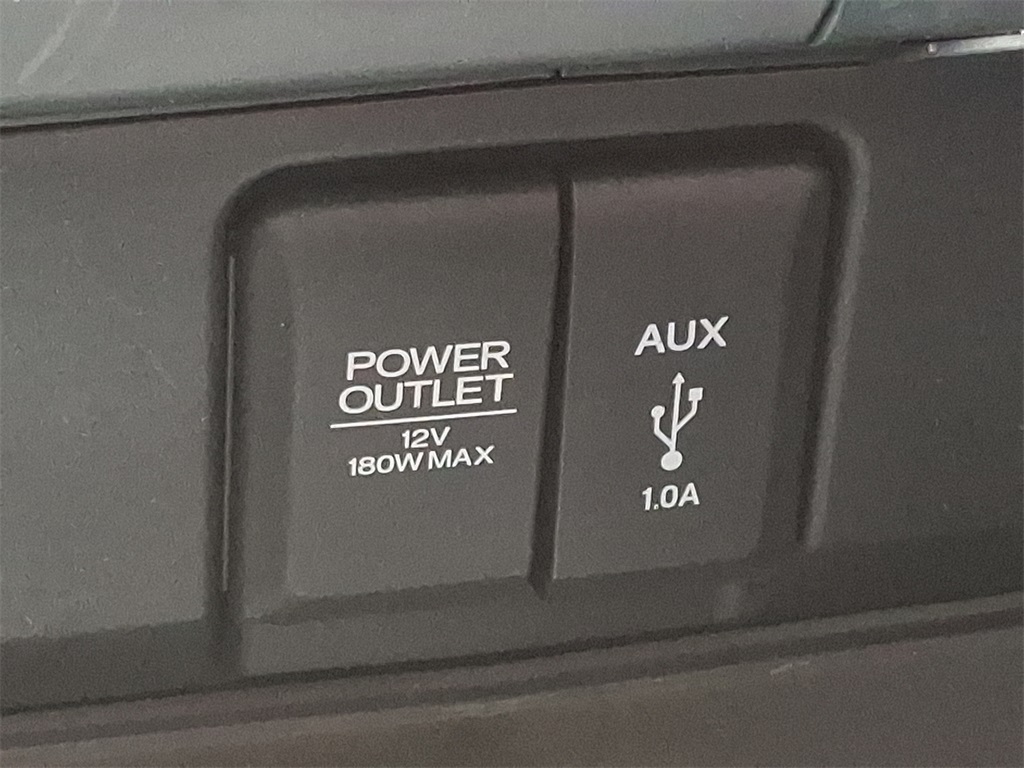 POWER
OUTLET
12V
180W MAX
AUX
1.0A